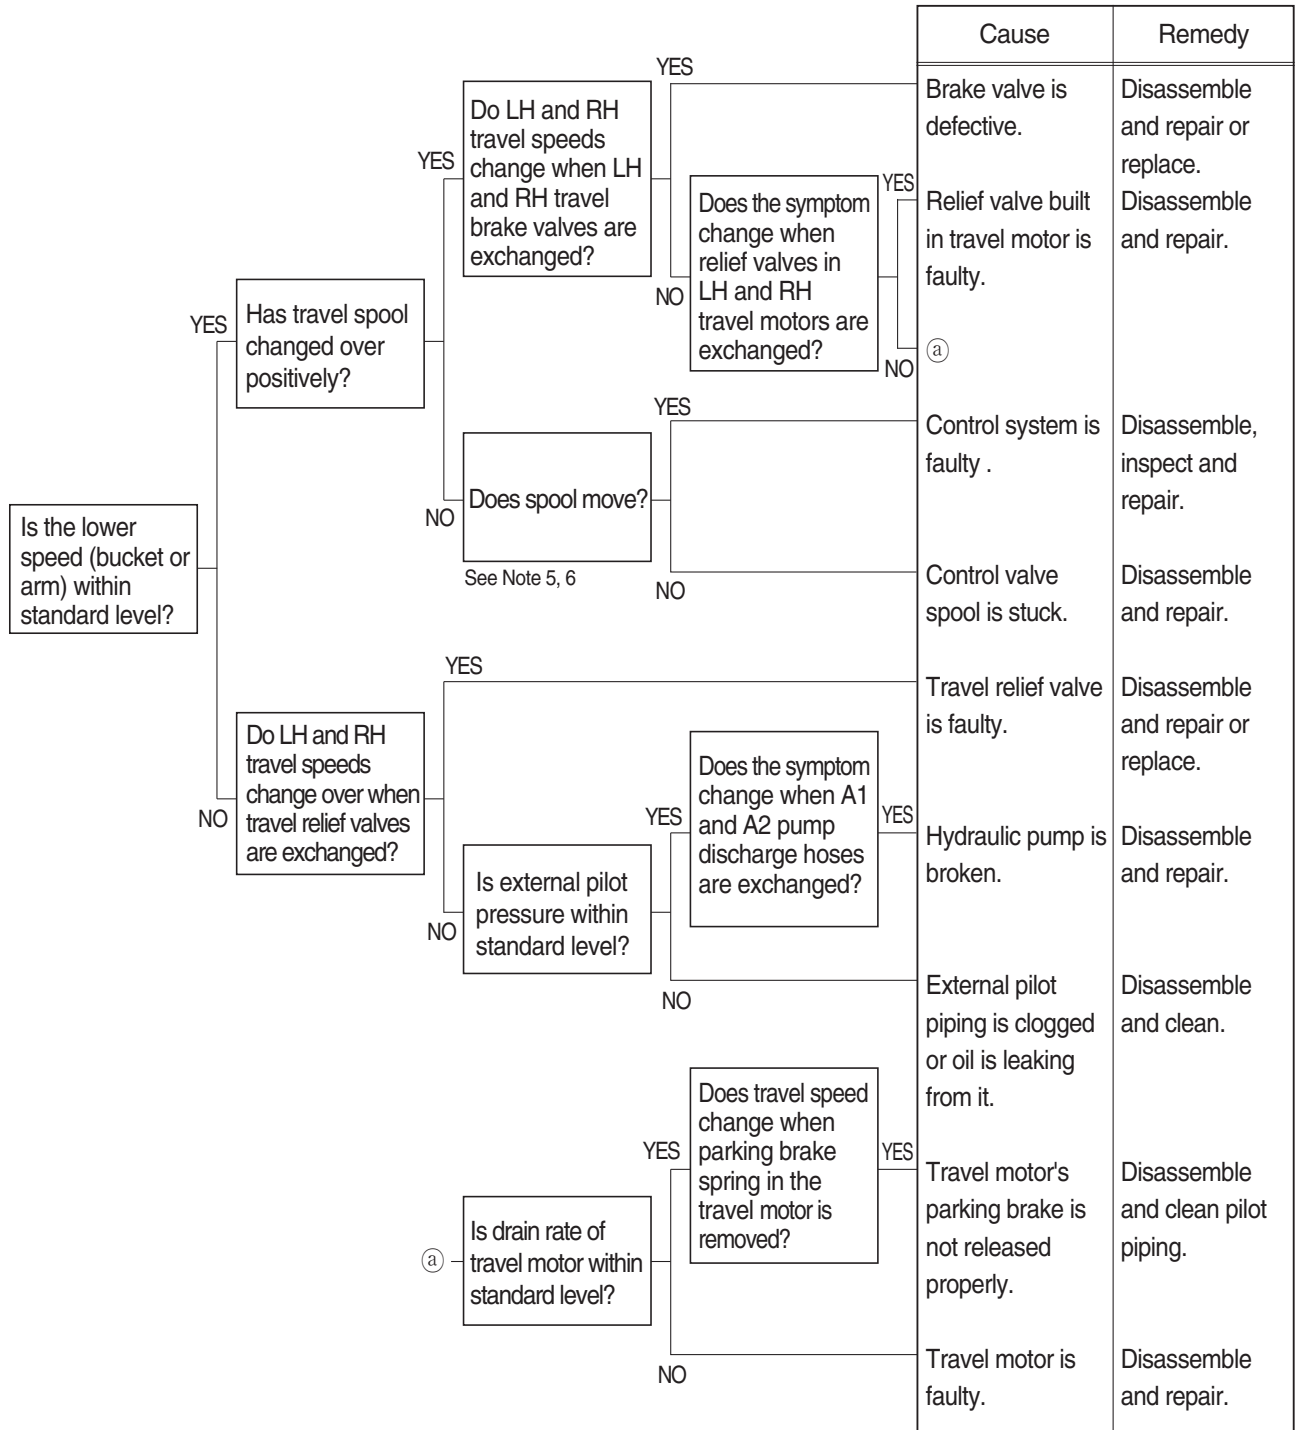 Cause
Remedy
YES
Do LH and RH
travel speeds
change when LH
and RH travel
brake valves are
exchanged?
Brake valve is
defective.
Disassemble
and repair or
replace.
YES
NO
Does the symptom
change when
relief valves in
LH and RH
travel motors are
exchanged?
YES
Relief valve built
in travel motor is
faulty.
Disassemble
and repair.
NO
ⓐ
YES
Has travel spool
changed over
positively?
NO
Does spool move?
See Note 5, 6
YES
Control system is
faulty .
Disassemble,
inspect and
repair.
NO
Control valve
spool is stuck.
Disassemble
and repair.
Is the lower
speed (bucket or
arm) within
standard level?
NO
Do LH and RH
travel speeds
change over when
travel relief valves
are exchanged?
YES
Travel relief valve
is faulty.
Disassemble
and repair or
replace.
NO
Is external pilot
pressure within
standard level?
YES
Does the symptom
change when A1
and A2 pump
discharge hoses
are exchanged?
YES
Hydraulic pump is
broken.
Disassemble
and repair.
NO
External pilot
piping is clogged
or oil is leaking
from it.
Disassemble
and clean.
ⓐ
Is drain rate of
travel motor within
standard level?
YES
Does travel speed
change when
parking brake
spring in the
travel motor is
removed?
YES
Travel motor's
parking brake is
not released
properly.
Disassemble
and clean pilot
piping.
NO
Travel motor is
faulty.
Disassemble
and repair.